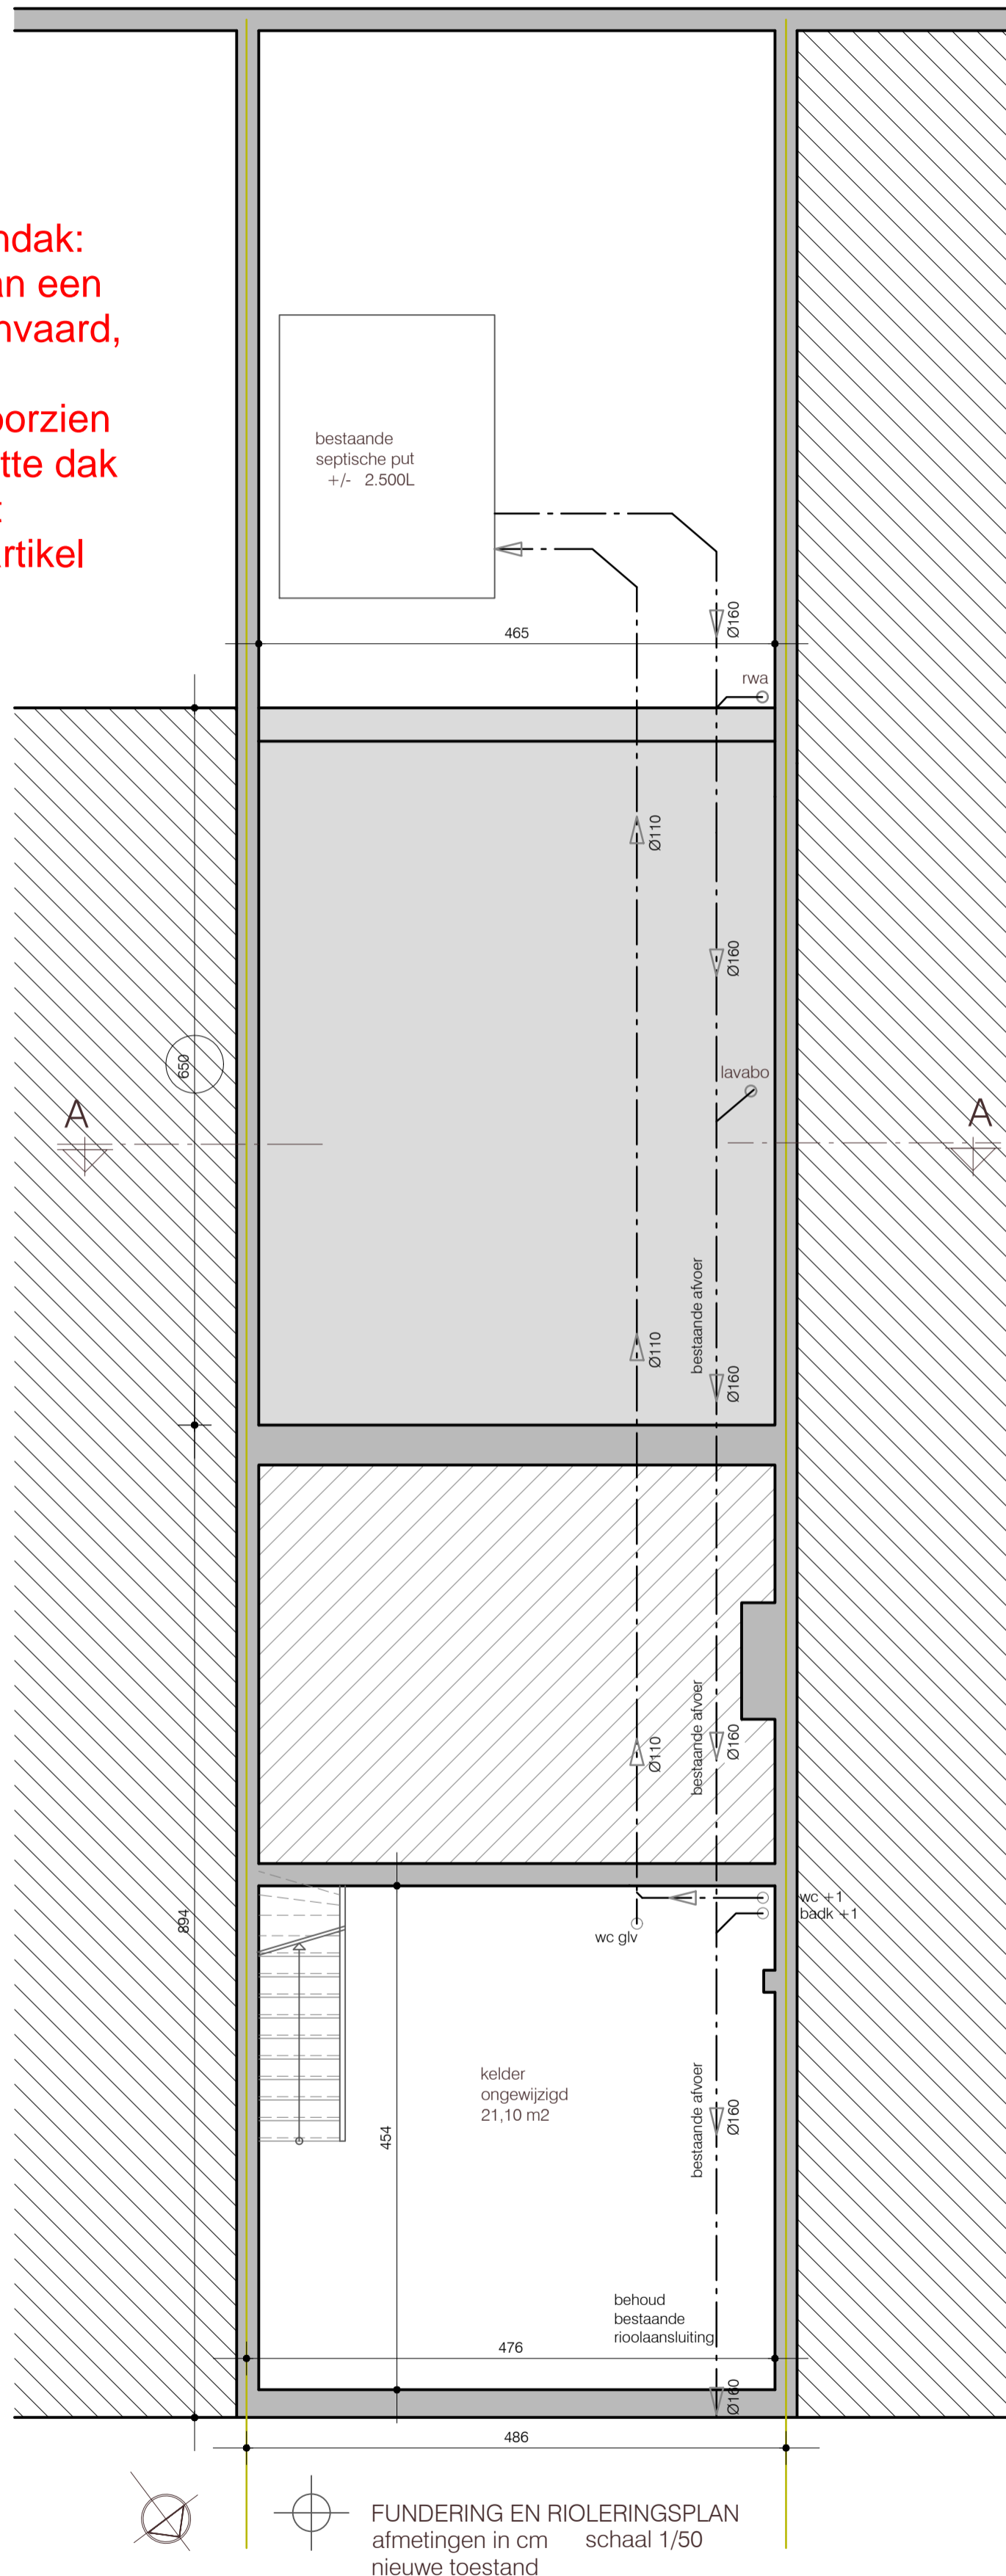 ndak:
an een
nvaard,
oorzien
tte dak
:
artikel
bestaande
septische put
+/- 2.500L
Ø160
465
rwa
Ø110
Ø160
650
lavabo
A
A
bestaande afvoer
Ø110
Ø160
bestaande afvoer
Ø110
Ø160
894
wc +1
badk +1
wc glv
kelder
ongewijzigd
21,10 m2
454
bestaande afvoer
Ø160
behoud
bestaande
rioolaansluiting
476
Ø160
486
FUNDERING EN RIOLERINGSPLAN
afmetingen in cm schaal 1/50
nieuwe toestand